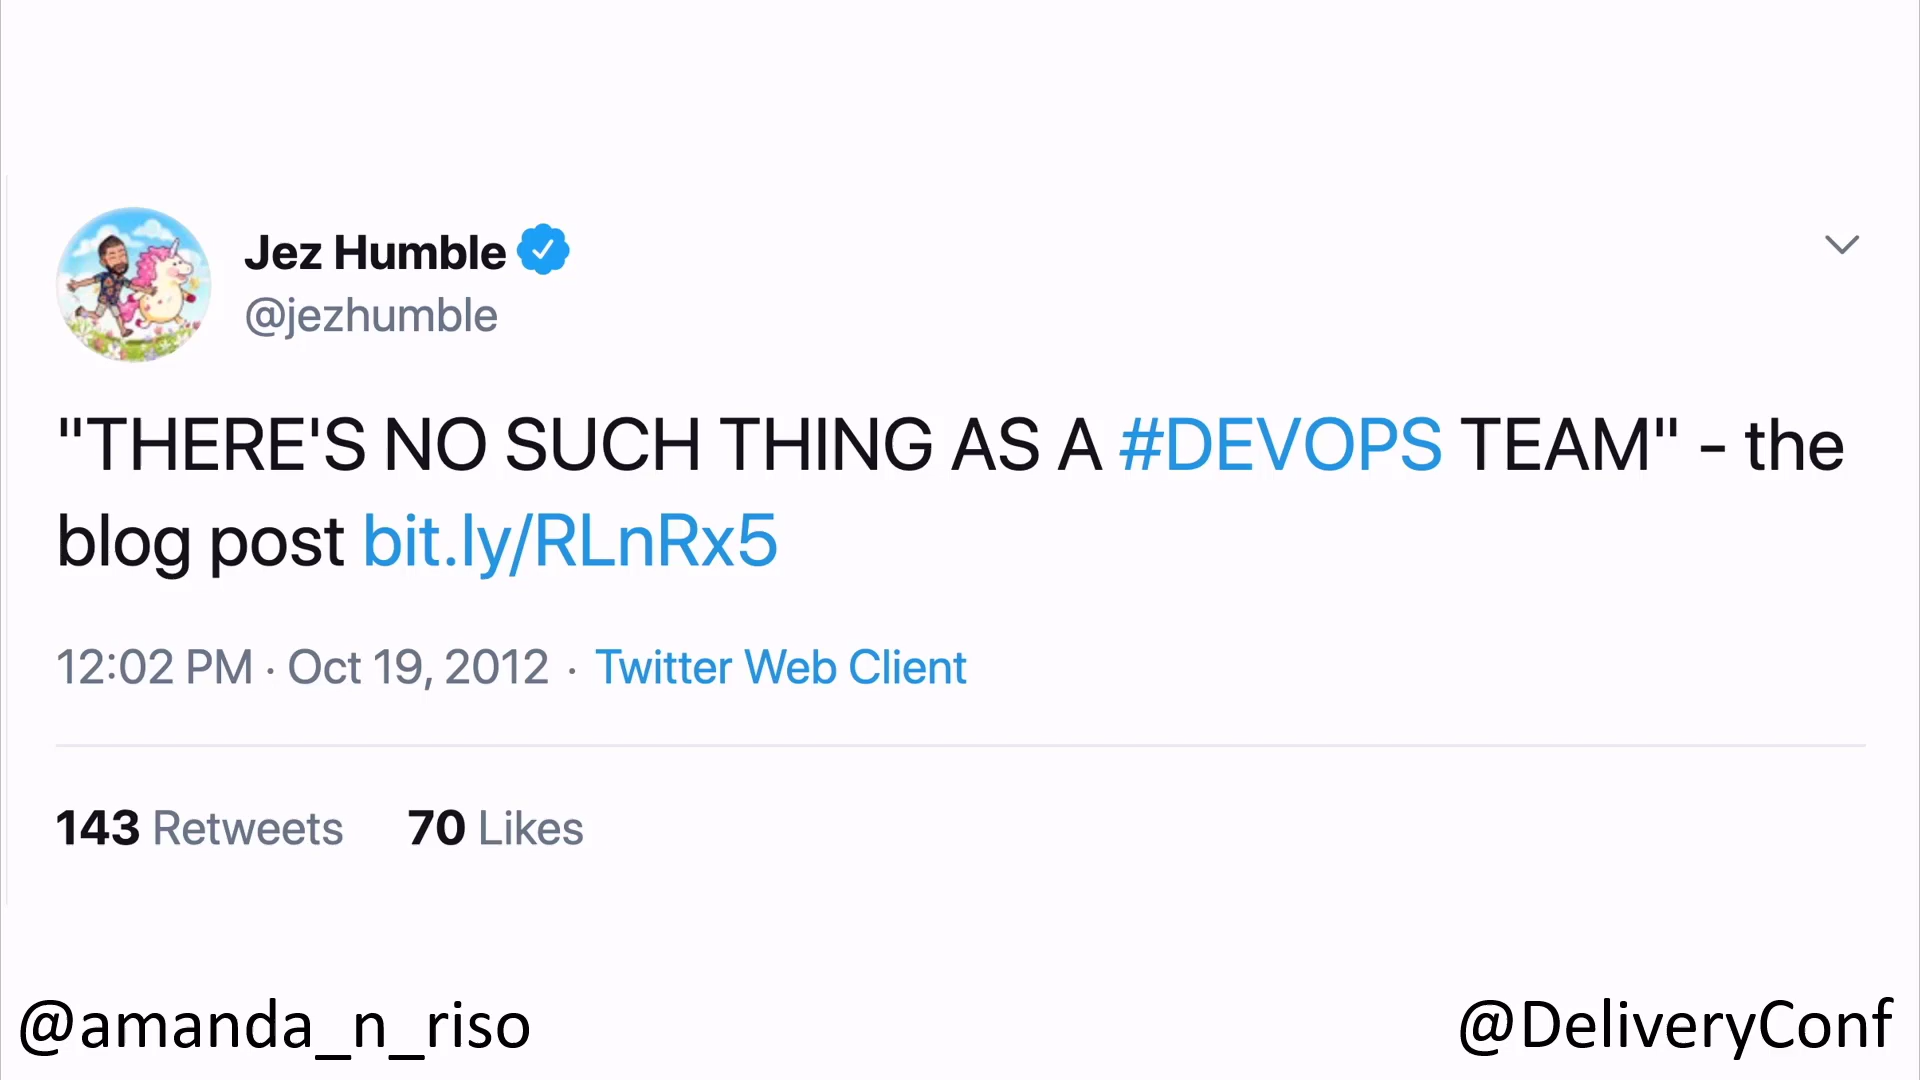 Jez Humble
@jezhumble
"THERE'S NO SUCH THING AS A #DEVOPS TEAM" - the
blog post bit.ly/RLnRx5
12:02 PM · Oct 19, 2012 · Twitter Web Client
143 Retweets 70 Likes
@amanda_n_riso
@DeliveryConf